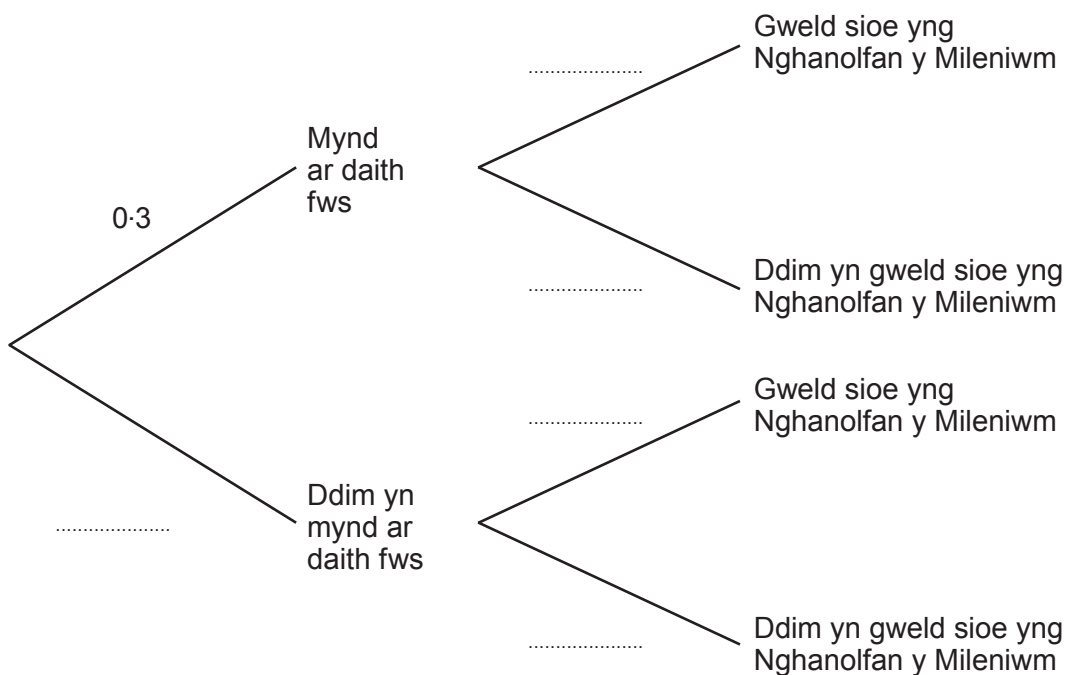 Gweld sioe yng
Nghanolfan y Mileniwm
.....................
Mynd
ar daith
fws
0·3
Ddim yn gweld sioe yng
Nghanolfan y Mileniwm
.....................
Gweld sioe yng
Nghanolfan y Mileniwm
.....................
Ddim yn
mynd ar
daith fws
.....................
Ddim yn gweld sioe yng
Nghanolfan y Mileniwm
.....................